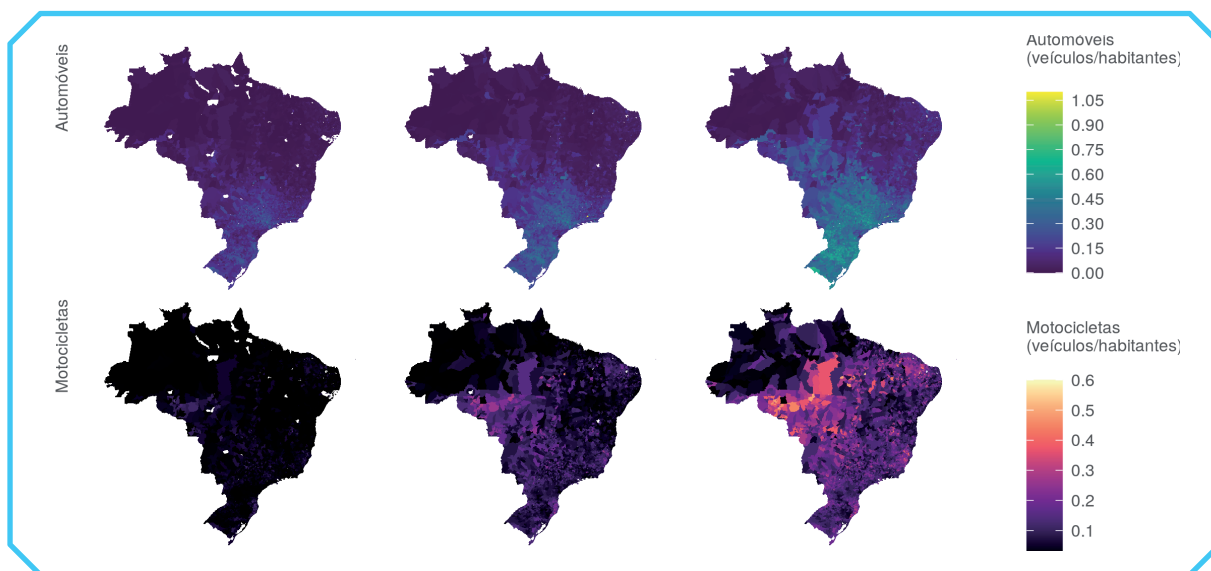 Automóveis
Automóveis
(veículos/habitantes)
1.05
0.90
0.75
0.60
0.45
0.30
0.15
0.00
Motocicletas
Motocicletas
(veículos/habitantes)
0.6
0.5
0.4
0.3
0.2
0.1